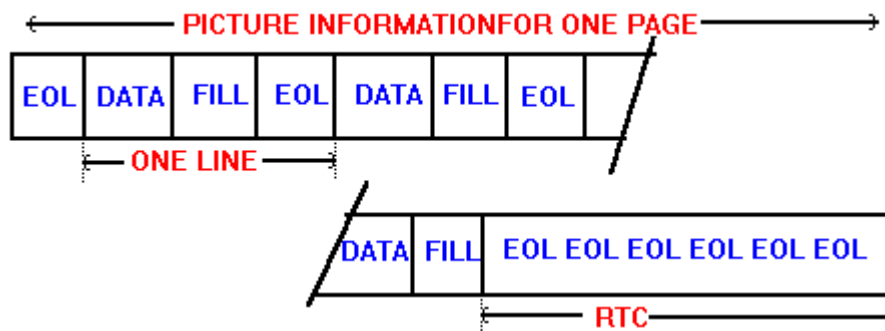 PICTURE INFORMATIONFOR ONE PAGE
EOL DATA FILL EOL DATA FILL EOL
ONE LINE
DATA FILL EOL EOL EOL EOL EOL EOL
RTC